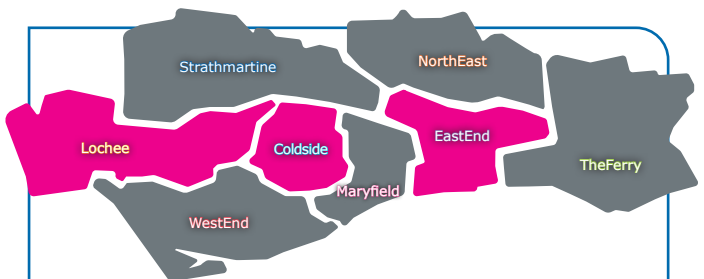 NorthEast
Strathmartine
EastEnd
Lochee
Coldside
TheFerry
Maryfield
WestEnd